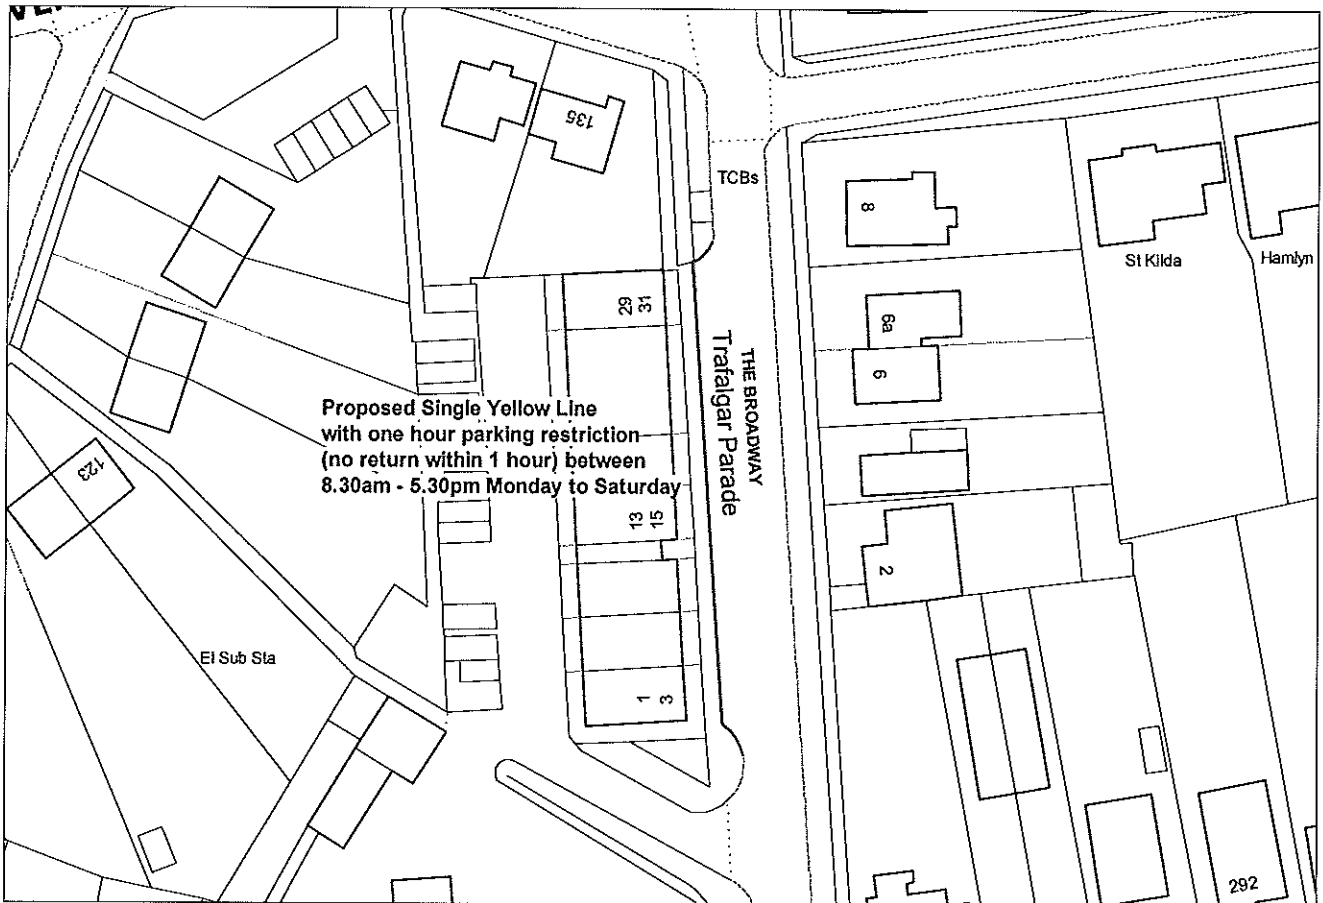 135
TCBs
8
St Kilda
Hamlyn
29
31
6a
6
THE BROADWAY
Trafalgar Parade
Proposed Single Yellow Line
with one hour parking restriction
(no return within 1 hour) between
8.30am - 5.30pm Monday to Saturday
123
13
15
2
El Sub Sta
1
3
292